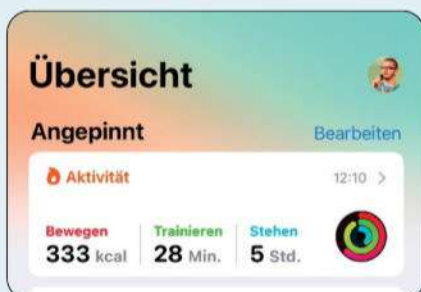 Übersicht
Angepinnt Bearbeiten
Aktivität 12:10 >
Bewegen Trainieren Stehen
333 kcal 28 Min. 5 Std.